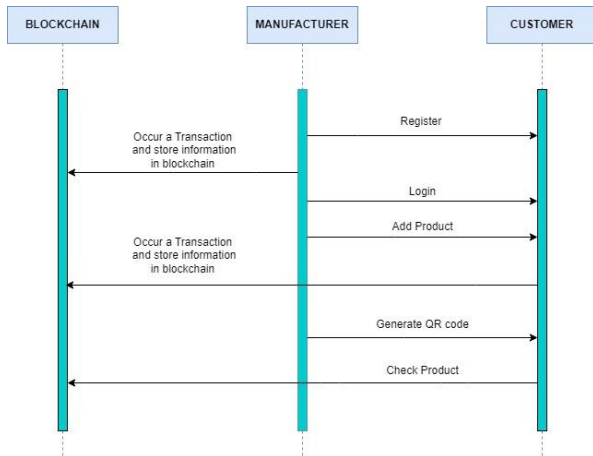 BLOCKCHAIN
MANUFACTURER
CUSTOMER
Register
Occur a Transaction
and store information
in blockchain
Login
Add Product
Occur a Transaction
and store information
in blockchain
Generate QR code
Check Product